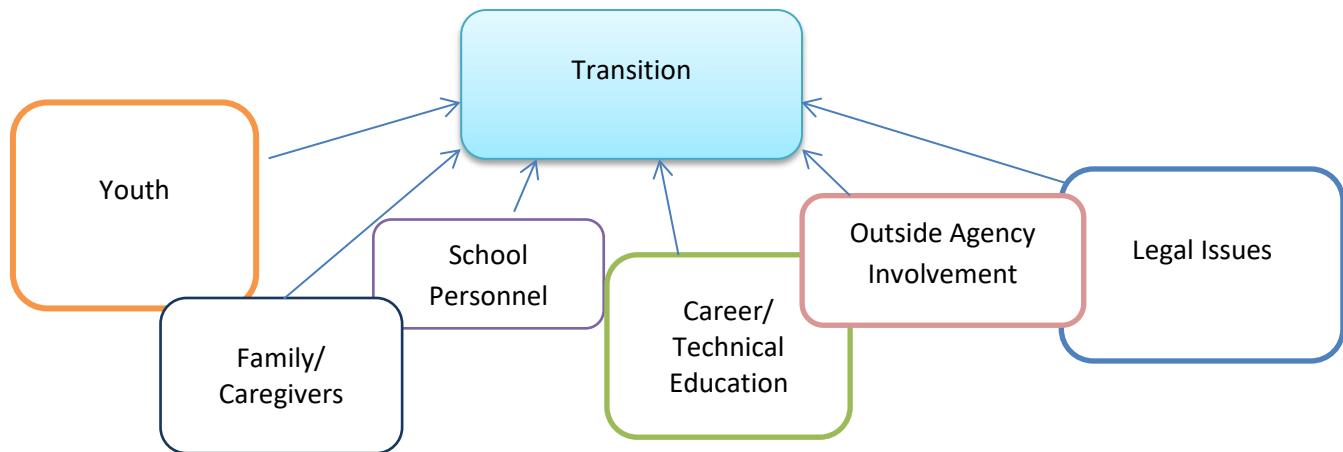 Transition
Youth
Family/
Caregivers
School
Personnel
Career/
Technical
Education
Outside Agency
Involvement
Legal Issues